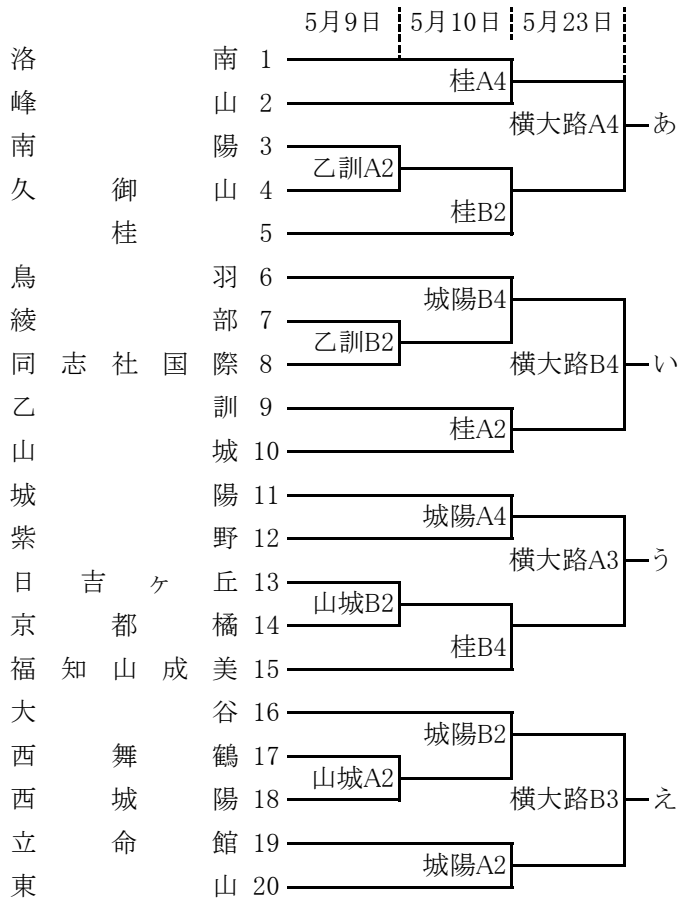 5月9日 5月10日 5月23日
洛南 1
桂A4
峰山 2
横大路A4 あ
南陽 3
乙訓A2
久御山 4
桂B2
桂 5
鳥羽 6
城陽B4
綾部 7
乙訓B2
同志社国際 8
横大路B4 い
乙訓 9
桂A2
山城 10
城陽 11
城陽A4
紫野 12
横大路A3 う
日吉ヶ丘 13
山城B2
京都橘 14
桂B4
福知山成美 15
大谷 16
城陽B2
西舞鶴 17
山城A2
西城陽 18
横大路B3 え
立命館 19
城陽A2
東山 20